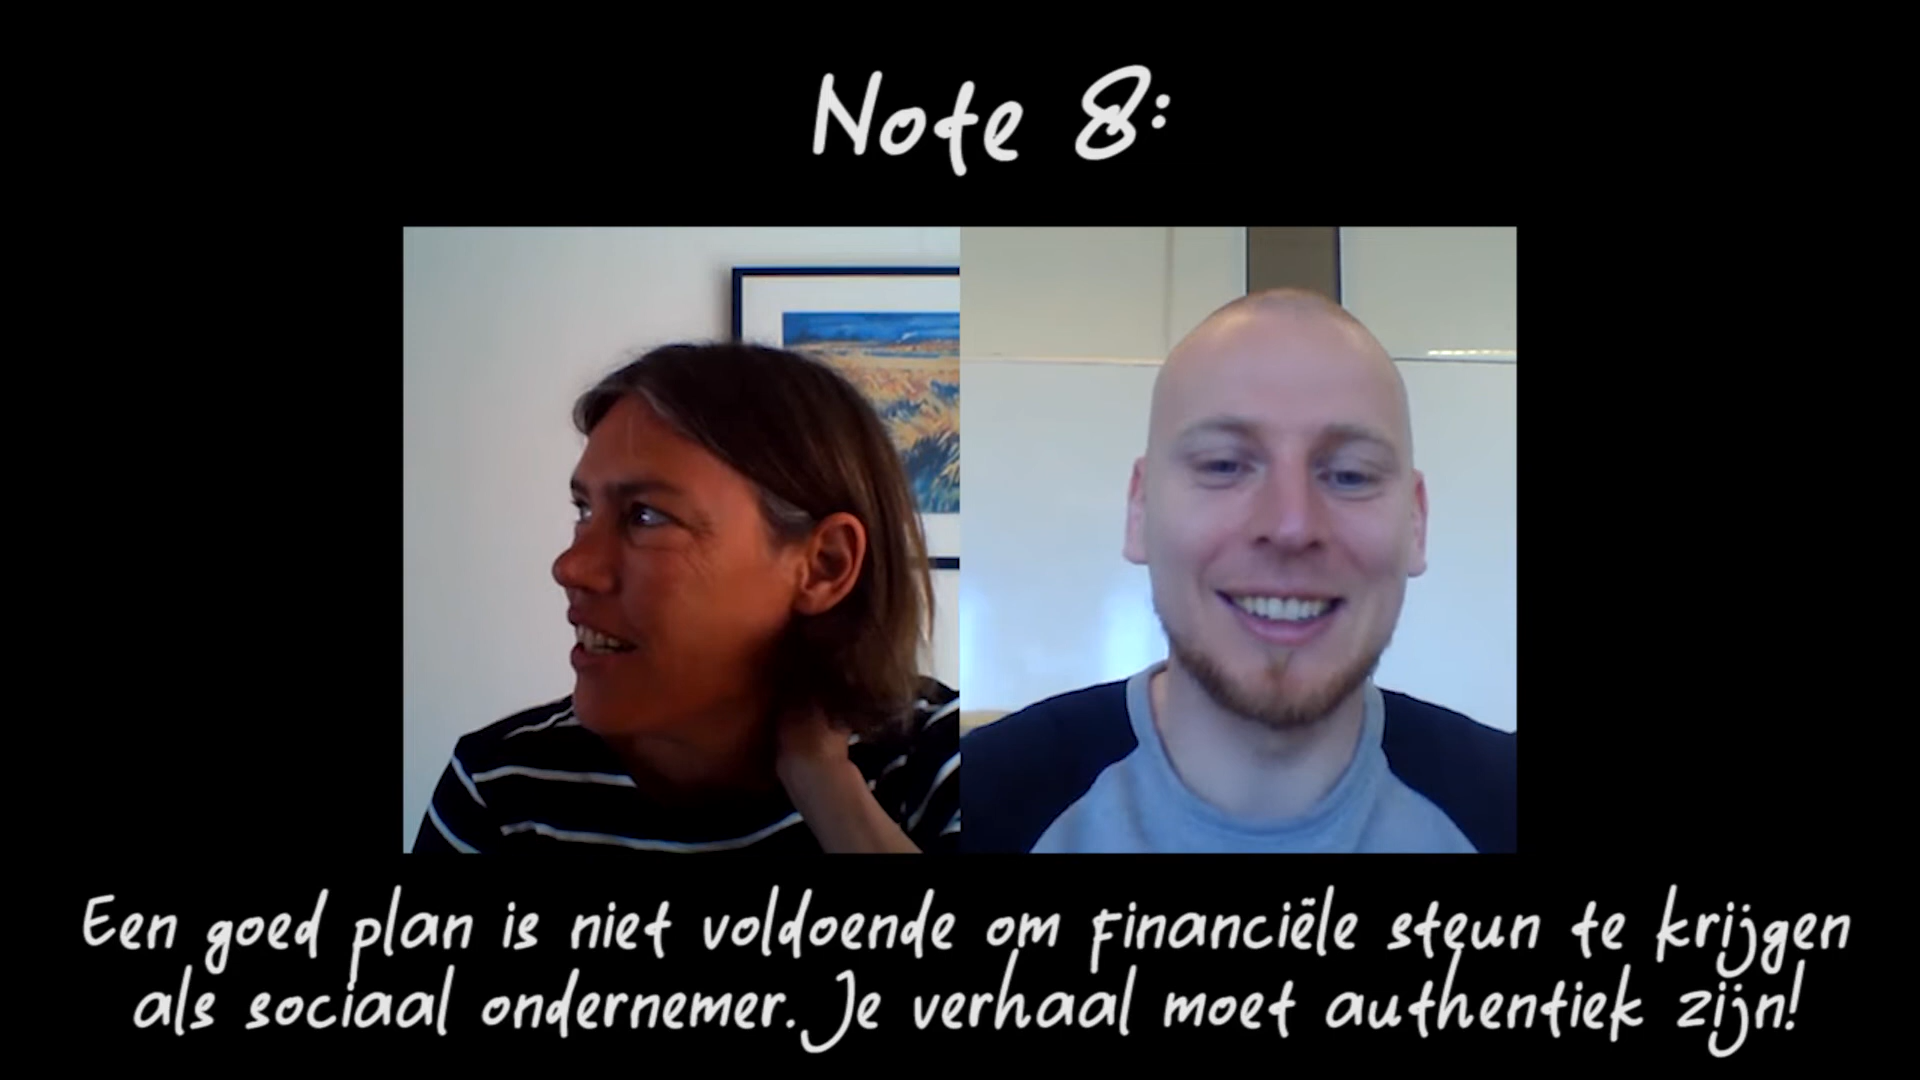 Note 8:
Een goed plan is niet voldoende om financiële steun te krijgen
als sociaal ondernemer. Je verhaal moet authentiek zijn!